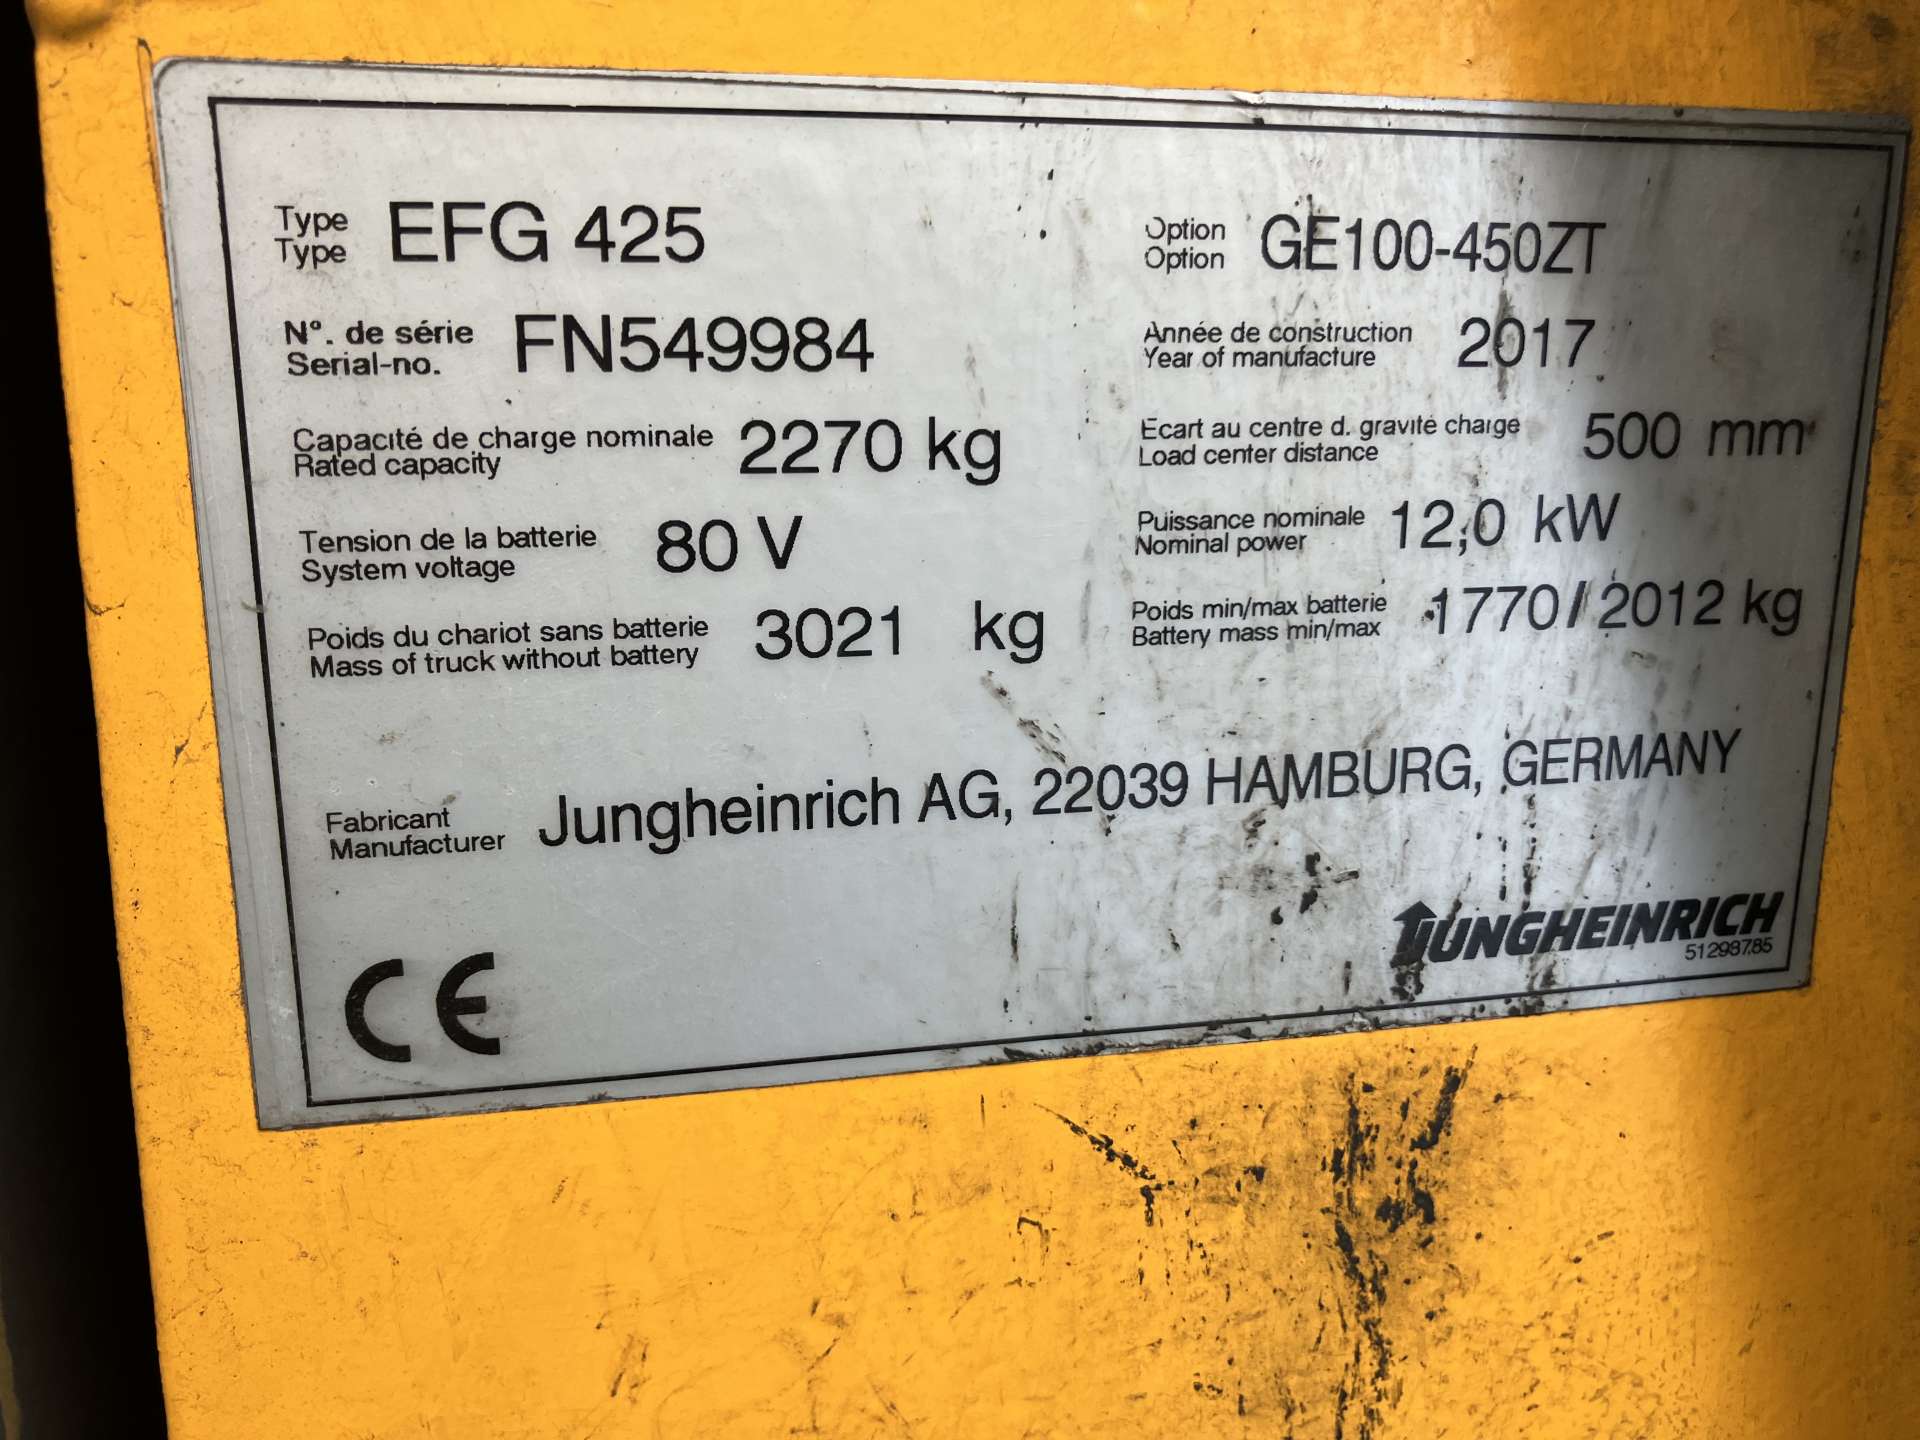 Type
Type EFG 425
Option
Option GE100-450ZT
N°. de série
Serial-no. FN549984
Année de construction
Year of manufacture 2017
Capacité de charge nominale
Rated capacity 2270 kg
Ecart au centre d. gravité charge
Load center distance 500 mm
Tension de la batterie
System voltage 80 V
Puissance nominale
Nominal power 12,0 kW
Poids du chariot sans batterie
Mass of truck without battery 3021 kg
Poids min/max batterie
Battery mass min/max 1770/2012 kg
Fabricant
Manufacturer Jungheinrich AG, 22039 HAMBURG, GERMANY
CE
JUNGHEINRICH
51298785